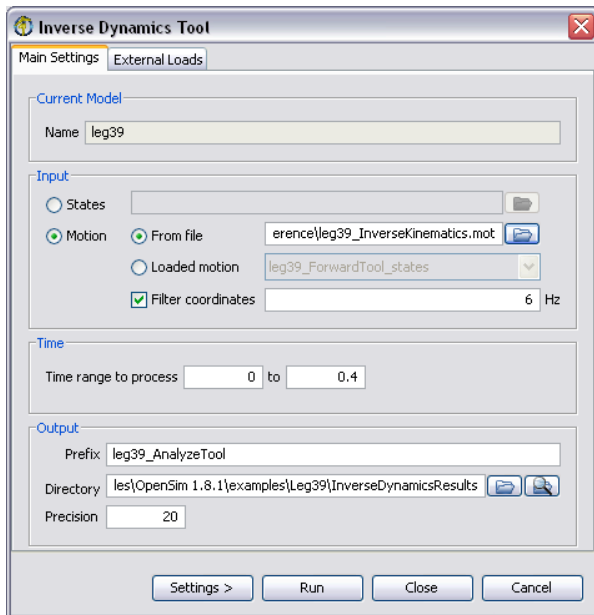 Inverse Dynamics Tool
Main Settings External Loads
Current Model
Name leg39
Input
States
Motion From file erence\leg39_InverseKinematics.mot
Loaded motion leg39_ForwardTool_states
Filter coordinates 6 Hz
Time
Time range to process 0 to 0.4
Output
Prefix leg39_AnalyzeTool
Directory les\OpenSim 1.8.1\examples\Leg39\InverseDynamicsResults
Precision 20
Settings > Run Close Cancel